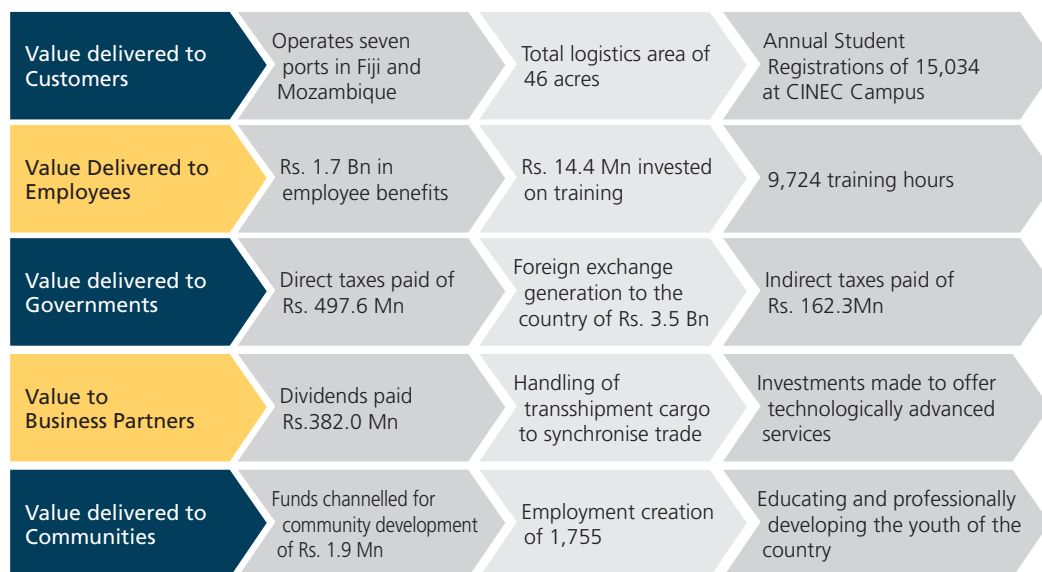 Value delivered to
Customers
Operates seven
ports in Fiji and
Mozambique
Total logistics area of
46 acres
Annual Student
Registrations of 15,034
at CINEC Campus
Value Delivered to
Employees
Rs. 1.7 Bn in
employee benefits
Rs. 14.4 Mn invested
on training
9,724 training hours
Value delivered to
Governments
Direct taxes paid of
Rs. 497.6 Mn
Foreign exchange
generation to the
country of Rs. 3.5 Bn
Indirect taxes paid of
Rs. 162.3Mn
Value to
Business Partners
Dividends paid
Rs.382.0 Mn
Handling of
transshipment cargo
to synchronise trade
Investments made to offer
technologically advanced
services
Value delivered to
Communities
Funds channelled for
community development
of Rs. 1.9 Mn
Employment creation
of 1,755
Educating and professionally
developing the youth of the
country